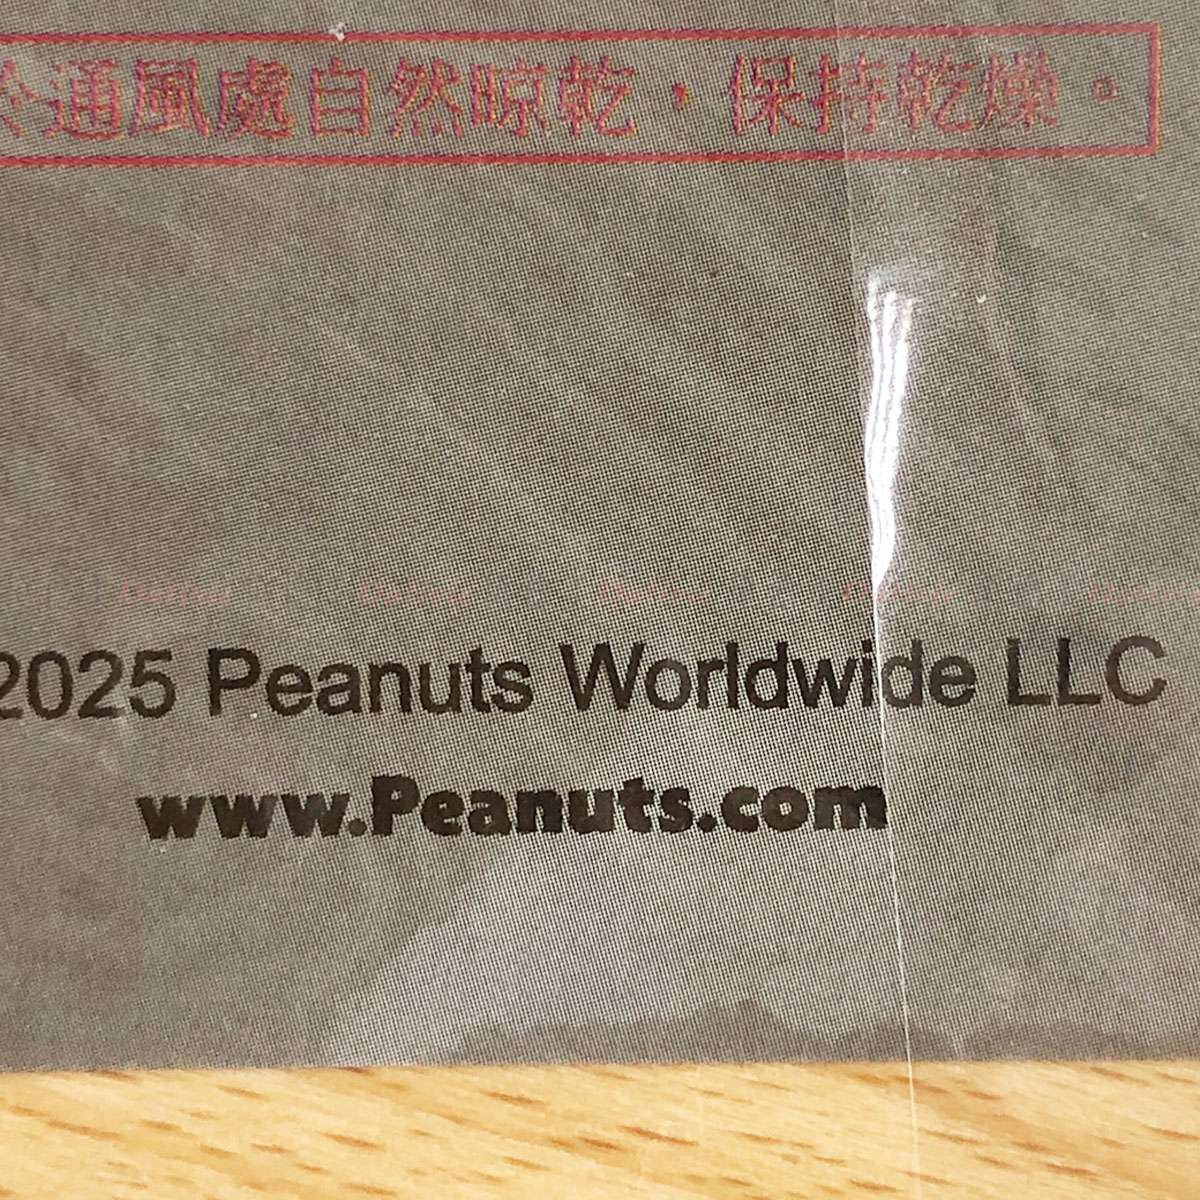 於通風處自然晾乾，保持乾燥。
2025 Peanuts Worldwide LLC
www.Peanuts.com